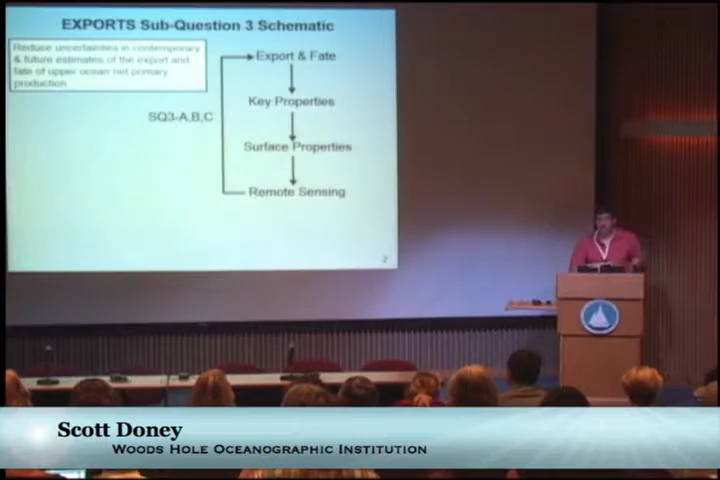 EXPORTS Sub-Question 3 Schematic
Reduce uncertainties in contemporary
& future estimates of the export and
fate of upper ocean net primary
production
Export & Fate
Key Properties
SQ3-A,B,C
Surface Properties
Remote Sensing
2
Scott Doney
WOODS HOLE OCEANOGRAPHIC INSTITUTION